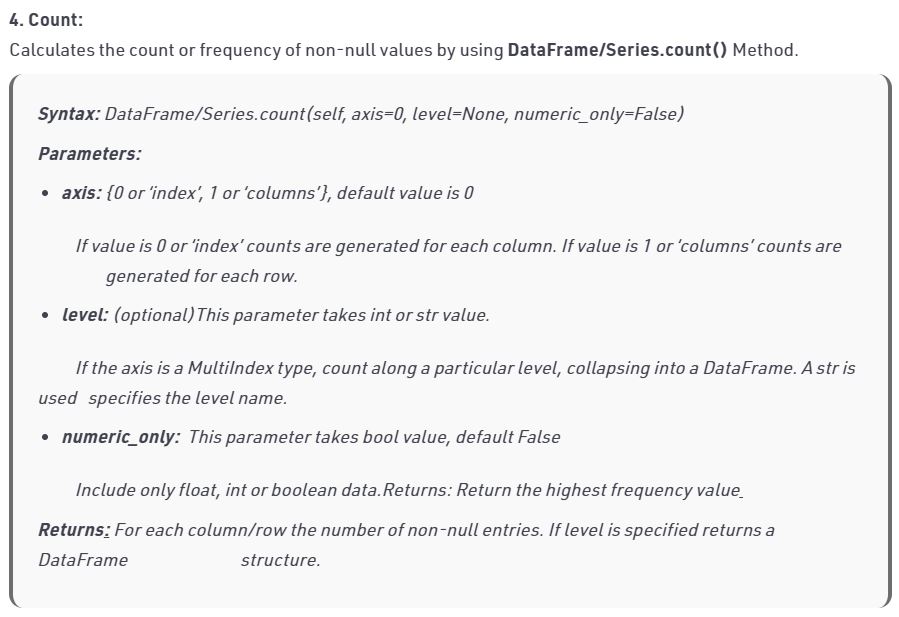 4. Count:
Calculates the count or frequency of non-null values by using DataFrame/Series.count() Method.
Syntax: DataFrame/Series.count(self, axis=0, level=None, numeric_only=False)
Parameters:
• axis: {0 or ‘index’, 1 or ‘columns’}, default value is 0
If value is 0 or ‘index’ counts are generated for each column. If value is 1 or ‘columns’ counts are
generated for each row.
• level: (optional)This parameter takes int or str value.
If the axis is a MultiIndex type, count along a particular level, collapsing into a DataFrame. A str is
used specifies the level name.
• numeric_only: This parameter takes bool value, default False
Include only float, int or boolean data.Returns: Return the highest frequency value
Returns: For each column/row the number of non-null entries. If level is specified returns a
DataFrame structure.